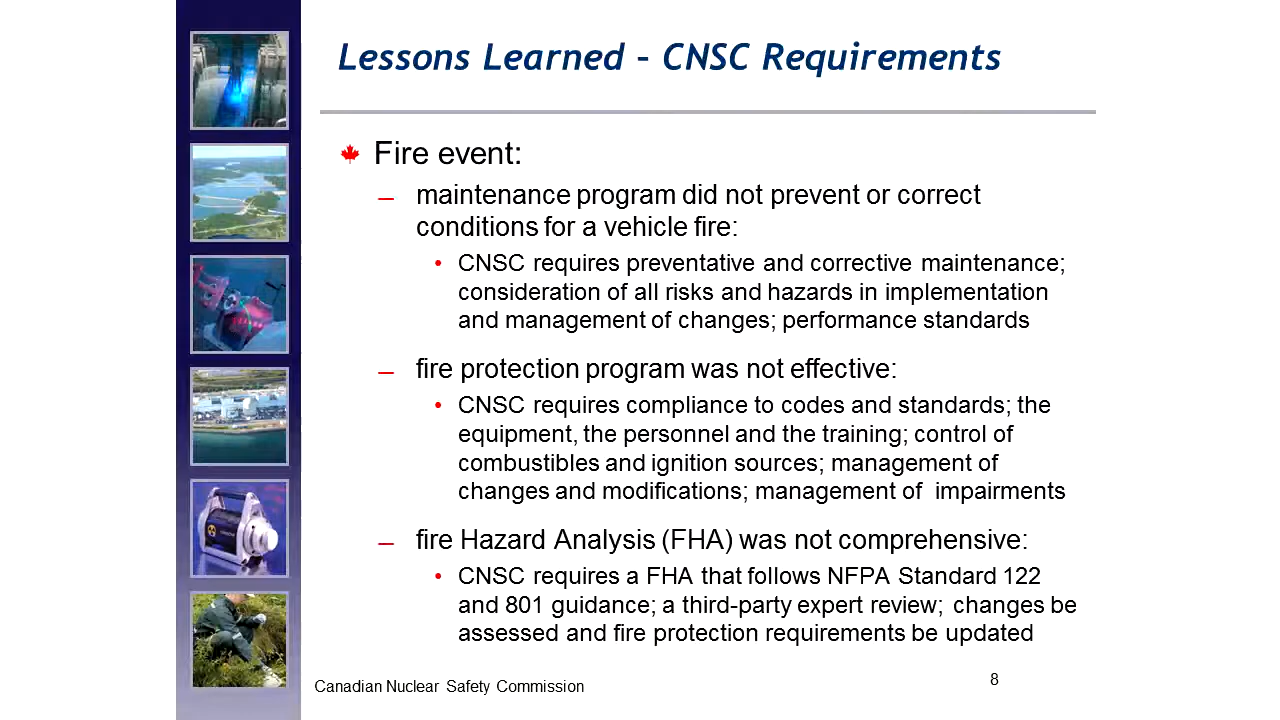 Lessons Learned – CNSC Requirements
Fire event:
— maintenance program did not prevent or correct
conditions for a vehicle fire:
• CNSC requires preventative and corrective maintenance;
consideration of all risks and hazards in implementation
and management of changes; performance standards
— fire protection program was not effective:
• CNSC requires compliance to codes and standards; the
equipment, the personnel and the training; control of
combustibles and ignition sources; management of
changes and modifications; management of  impairments
— fire Hazard Analysis (FHA) was not comprehensive:
• CNSC requires a FHA that follows NFPA Standard 122
and 801 guidance; a third-party expert review; changes be
assessed and fire protection requirements be updated
Canadian Nuclear Safety Commission
8